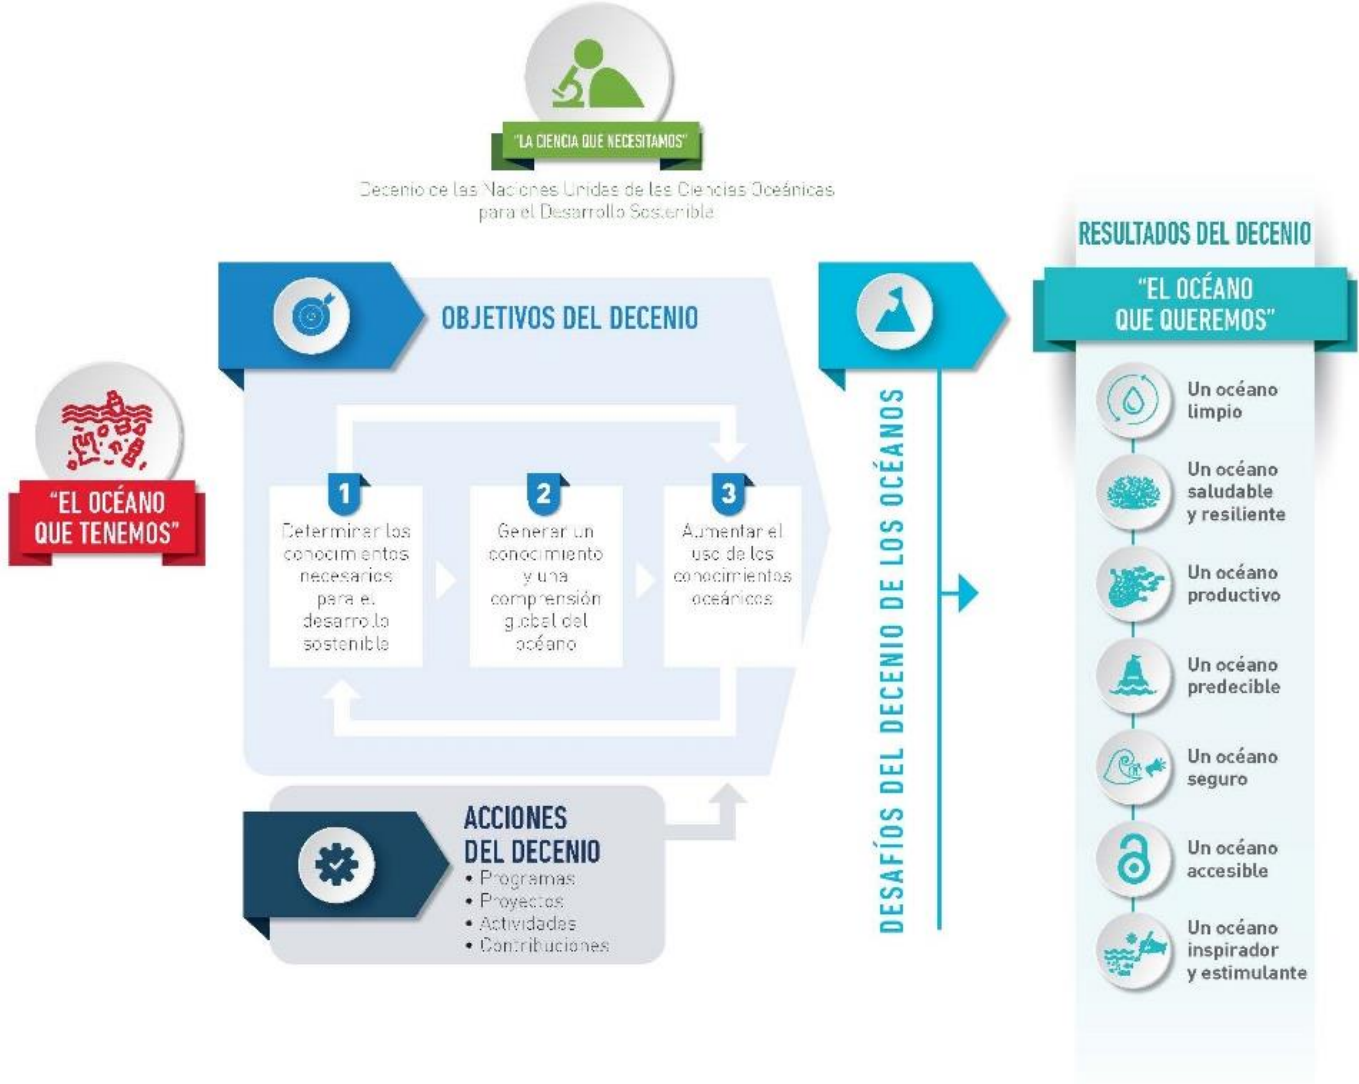 "LA CIENCIA QUE NECESITAMOS"
Decenio de las Naciones Unidas de las Ciencias Oceánicas
para el Desarrollo Sostenible
"EL OCÉANO
QUE TENEMOS"
OBJETIVOS DEL DECENIO
1
Determinar los
conocimientos
necesarios
para el
desarrollo
sostenible
2
Generar un
conocimiento
y una
comprensión
global del
océano
3
Aumentar el
uso de los
conocimientos
oceánicos
ACCIONES
DEL DECENIO
• Programas
• Proyectos
• Actividades
• Contribuciones
DESAFÍOS DEL DECENIO DE LOS OCÉANOS
RESULTADOS DEL DECENIO
"EL OCÉANO
QUE QUEREMOS"
Un océano
limpio
Un océano
saludable
y resiliente
Un océano
productivo
Un océano
predecible
Un océano
seguro
Un océano
accesible
Un océano
inspirador
y estimulante